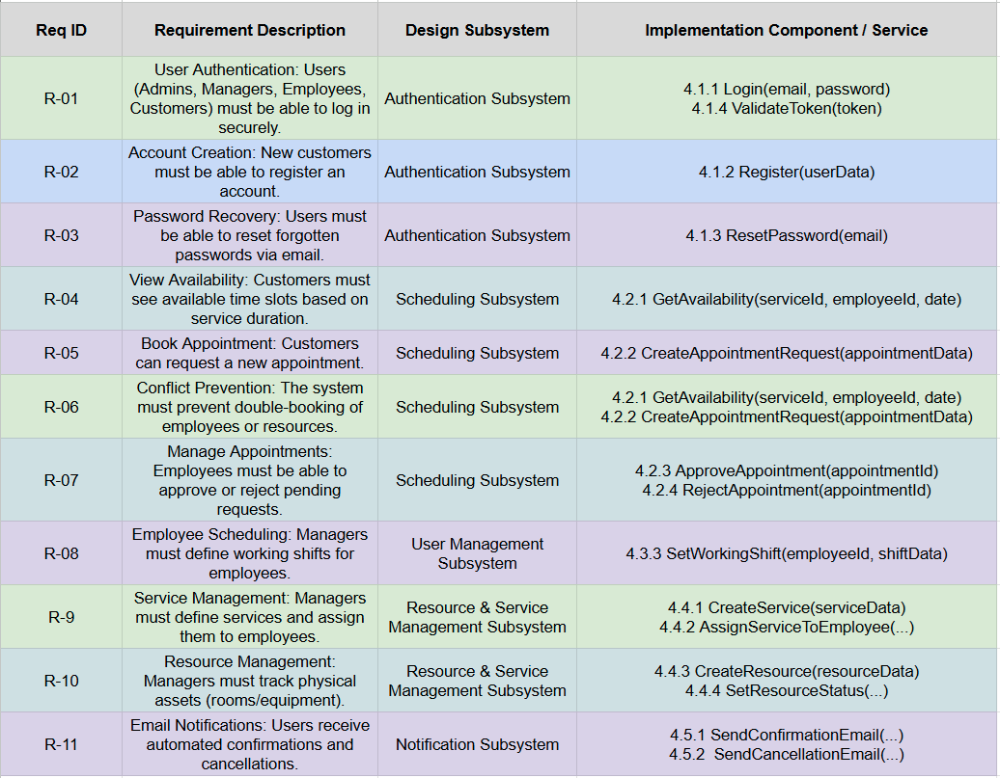 Req ID Requirement Description Design Subsystem Implementation Component / Service
R-01
User Authentication: Users
(Admins, Managers, Employees,
Customers) must be able to log in
securely.
Authentication Subsystem
4.1.1 Login(email, password)
4.1.4 ValidateToken(token)
R-02
Account Creation: New customers
must be able to register an
account.
Authentication Subsystem
4.1.2 Register(userData)
R-03
Password Recovery: Users must
be able to reset forgotten
passwords via email.
Authentication Subsystem
4.1.3 ResetPassword(email)
R-04
View Availability: Customers must
see available time slots based on
service duration.
Scheduling Subsystem
4.2.1 GetAvailability(serviceId, employeeId, date)
R-05
Book Appointment: Customers
can request a new appointment.
Scheduling Subsystem
4.2.2 CreateAppointmentRequest(appointmentData)
R-06
Conflict Prevention: The system
must prevent double-booking of
employees or resources.
Scheduling Subsystem
4.2.1 GetAvailability(serviceId, employeeId, date)
4.2.2 CreateAppointmentRequest(appointmentData)
R-07
Manage Appointments:
Employees must be able to
approve or reject pending
requests.
Scheduling Subsystem
4.2.3 ApproveAppointment(appointmentId)
4.2.4 RejectAppointment(appointmentId)
R-08
Employee Scheduling: Managers
must define working shifts for
employees.
User Management
Subsystem
4.3.3 SetWorkingShift(employeeId, shiftData)
R-9
Service Management: Managers
must define services and assign
them to employees.
Resource & Service
Management Subsystem
4.4.1 CreateService(serviceData)
4.4.2 AssignServiceToEmployee(...)
R-10
Resource Management:
Managers must track physical
assets (rooms/equipment).
Resource & Service
Management Subsystem
4.4.3 CreateResource(resourceData)
4.4.4 SetResourceStatus(...)
R-11
Email Notifications: Users receive
automated confirmations and
cancellations.
Notification Subsystem
4.5.1 SendConfirmationEmail(...)
4.5.2 SendCancellationEmail(...)